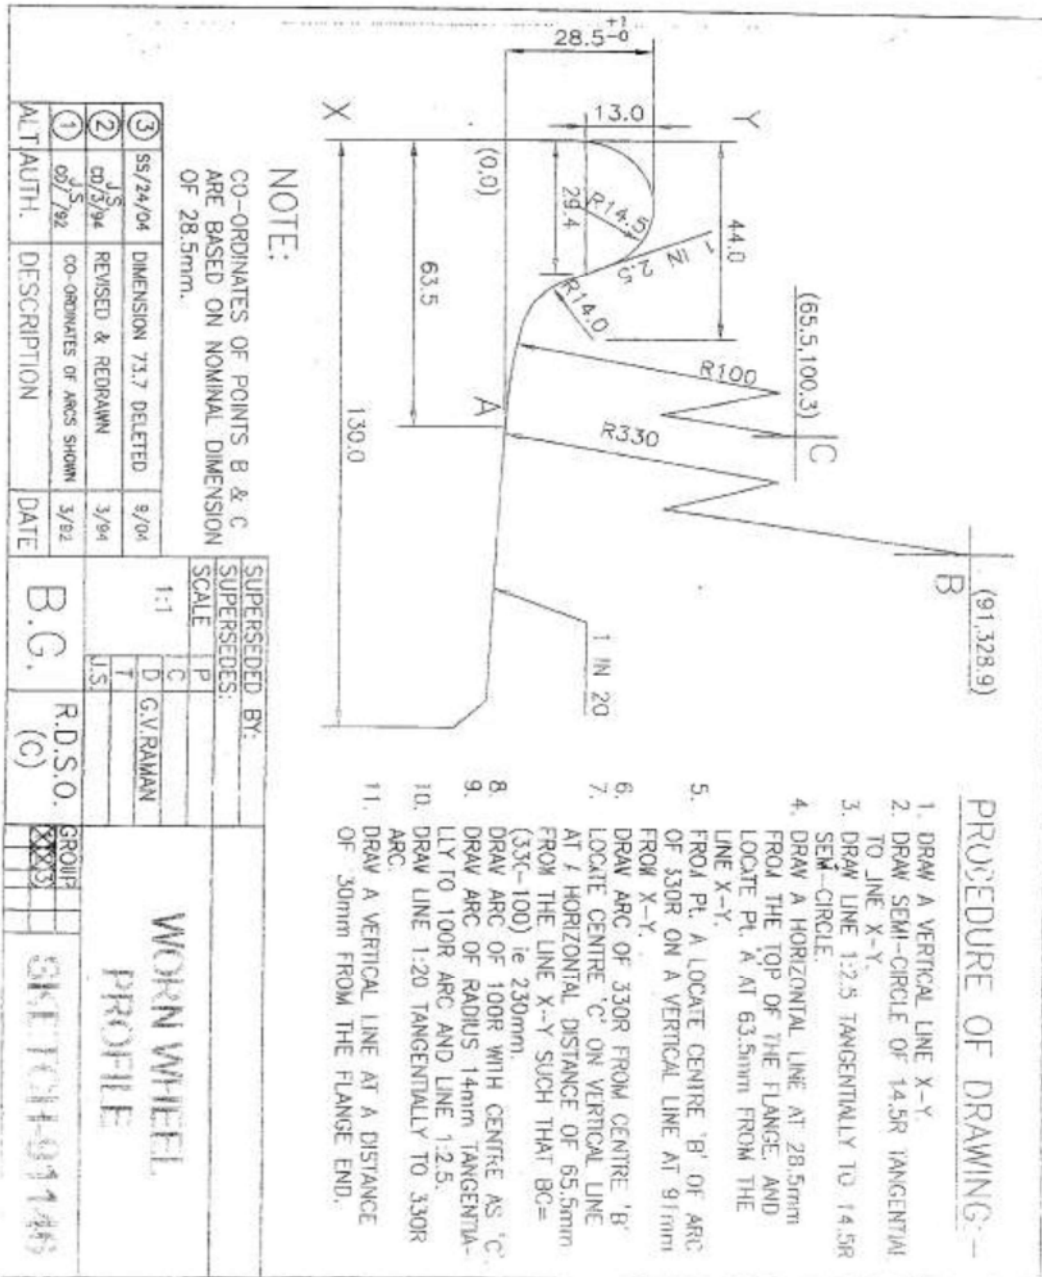 28.5 +1 -0
13.0
X
Y
(0,0)
29.4
R14.5
1 IN 2.5
R14.0
44.0
63.5
A
130.0
R100
R330
(65.5,100.3)
C
B
(91,328.9)
1 IN 20
NOTE:
CO-ORDINATES OF POINTS B & C
ARE BASED ON NOMINAL DIMENSION
OF 28.5mm.
PROCEDURE OF DRAWING:-
1. DRAW A VERTICAL LINE X-Y.
2. DRAW SEMI-CIRCLE OF 14.5R TANGENTIAL
TO LINE X-Y.
3. DRAW LINE 1:2.5 TANGENTIALLY TO 14.5R
SEMI-CIRCLE.
4. DRAW A HORIZONTAL LINE AT 28.5mm
FROM THE TOP OF THE FLANGE, AND
LOCATE Pt. A AT 63.5mm FROM THE
LINE X-Y.
5. FROM Pt. A LOCATE CENTRE 'B' OF ARC
OF 330R ON A VERTICAL LINE AT 91mm
FROM X-Y.
6. DRAW ARC OF 330R FROM CENTRE 'B'
7. LOCATE CENTRE 'C' ON VERTICAL LINE
AT A HORIZONTAL DISTANCE OF 65.5mm
FROM THE LINE X-Y SUCH THAT BC=
(330-100) ie 230mm.
8. DRAW ARC OF 100R WITH CENTRE AS 'C'
9. DRAW ARC OF RADIUS 14mm TANGENTIA-
LLY TO 100R ARC AND LINE 1:2.5.
10. DRAW LINE 1:20 TANGENTIALLY TO 330R
ARC.
11. DRAW A VERTICAL LINE AT A DISTANCE
OF 30mm FROM THE FLANGE END.
3 SS/24/04 DIMENSION 73.7 DELETED 9/04
2 J.S CD/3/94 REVISED & REDRAWN 3/94
1 J.S CD/1/92 CO-ORDINATES OF ARCS SHOWN 3/92
ALT AUTH. DESCRIPTION DATE
SUPERSEDED BY:
SUPERSEDES:
SCALE P
1:1 C
D G.V.RAMAN
T
J.S.
B.G.
R.D.S.O.
(C)
GROUP
WORN WHEEL
PROFILE